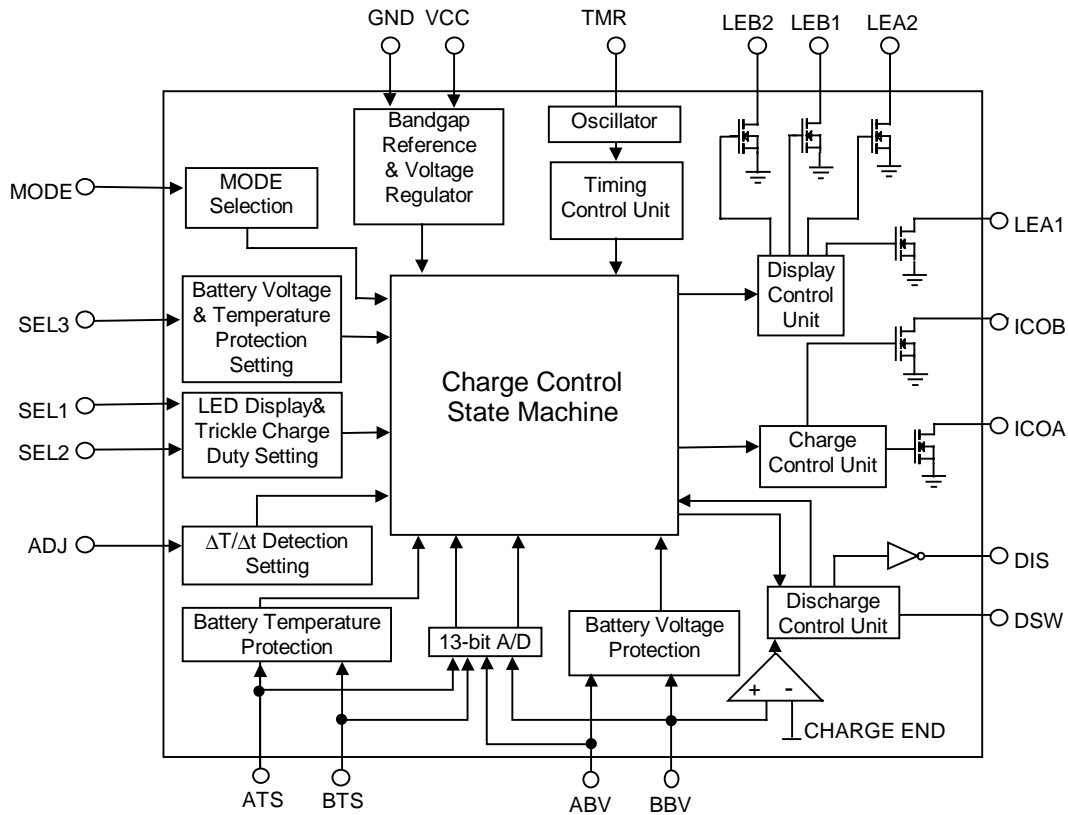 GND VCC TMR LEB2 LEB1 LEA2
Bandgap
Reference
& Voltage
Regulator
Oscillator
Timing
Control Unit
MODE
MODE
Selection
LEA1
Display
Control
Unit
SEL3
Battery Voltage
& Temperature
Protection
Setting
ICOB
Charge Control
State Machine
SEL1
SEL2
LED Display&
Trickle Charge
Duty Setting
Charge
Control Unit
ICOA
ADJ
ΔT/Δt Detection
Setting
DIS
Discharge
Control Unit
DSW
Battery Temperature
Protection
13-bit A/D
Battery Voltage
Protection
+ -
CHARGE END
ATS BTS ABV BBV